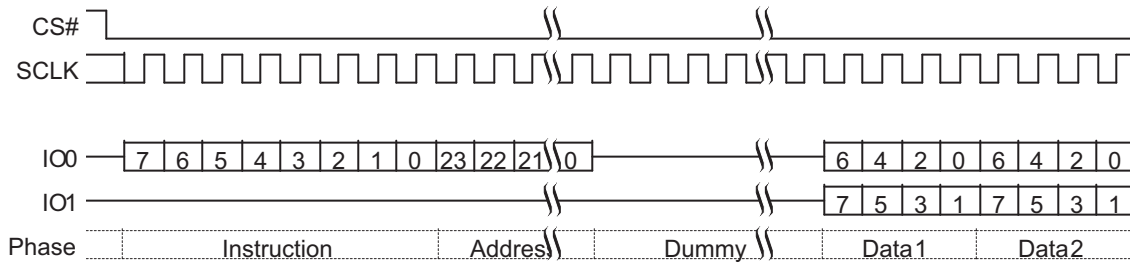 CS#
SCLK
IO0 7 6 5 4 3 2 1 0 23 22 21 0 6 4 2 0 6 4 2 0
IO1 7 5 3 1 7 5 3 1
Phase Instruction Address Dummy Data1 Data2